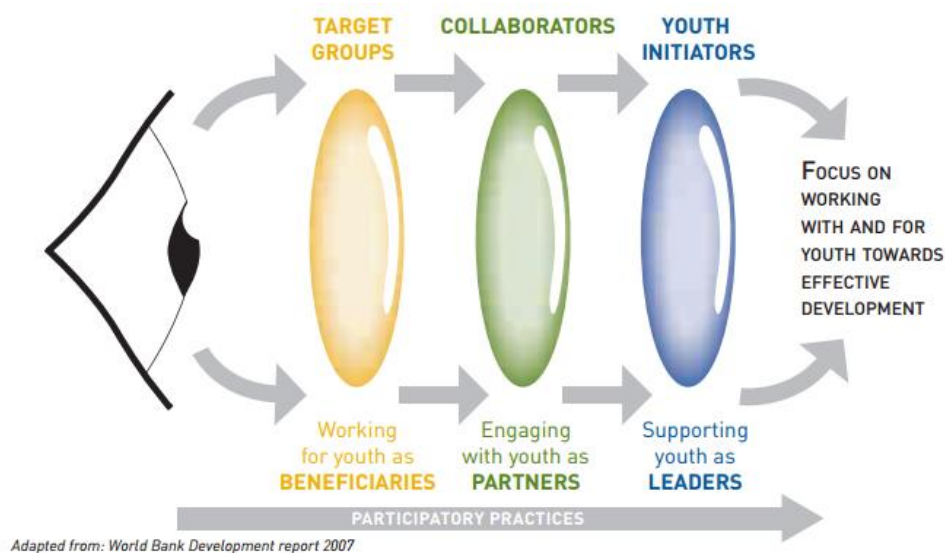 TARGET
GROUPS
COLLABORATORS
YOUTH
INITIATORS
FOCUS ON
WORKING
WITH AND FOR
YOUTH TOWARDS
EFFECTIVE
DEVELOPMENT
Working
for youth as
BENEFICIARIES
Engaging
with youth as
PARTNERS
Supporting
youth as
LEADERS
PARTICIPATORY PRACTICES
Adapted from: World Bank Development report 2007